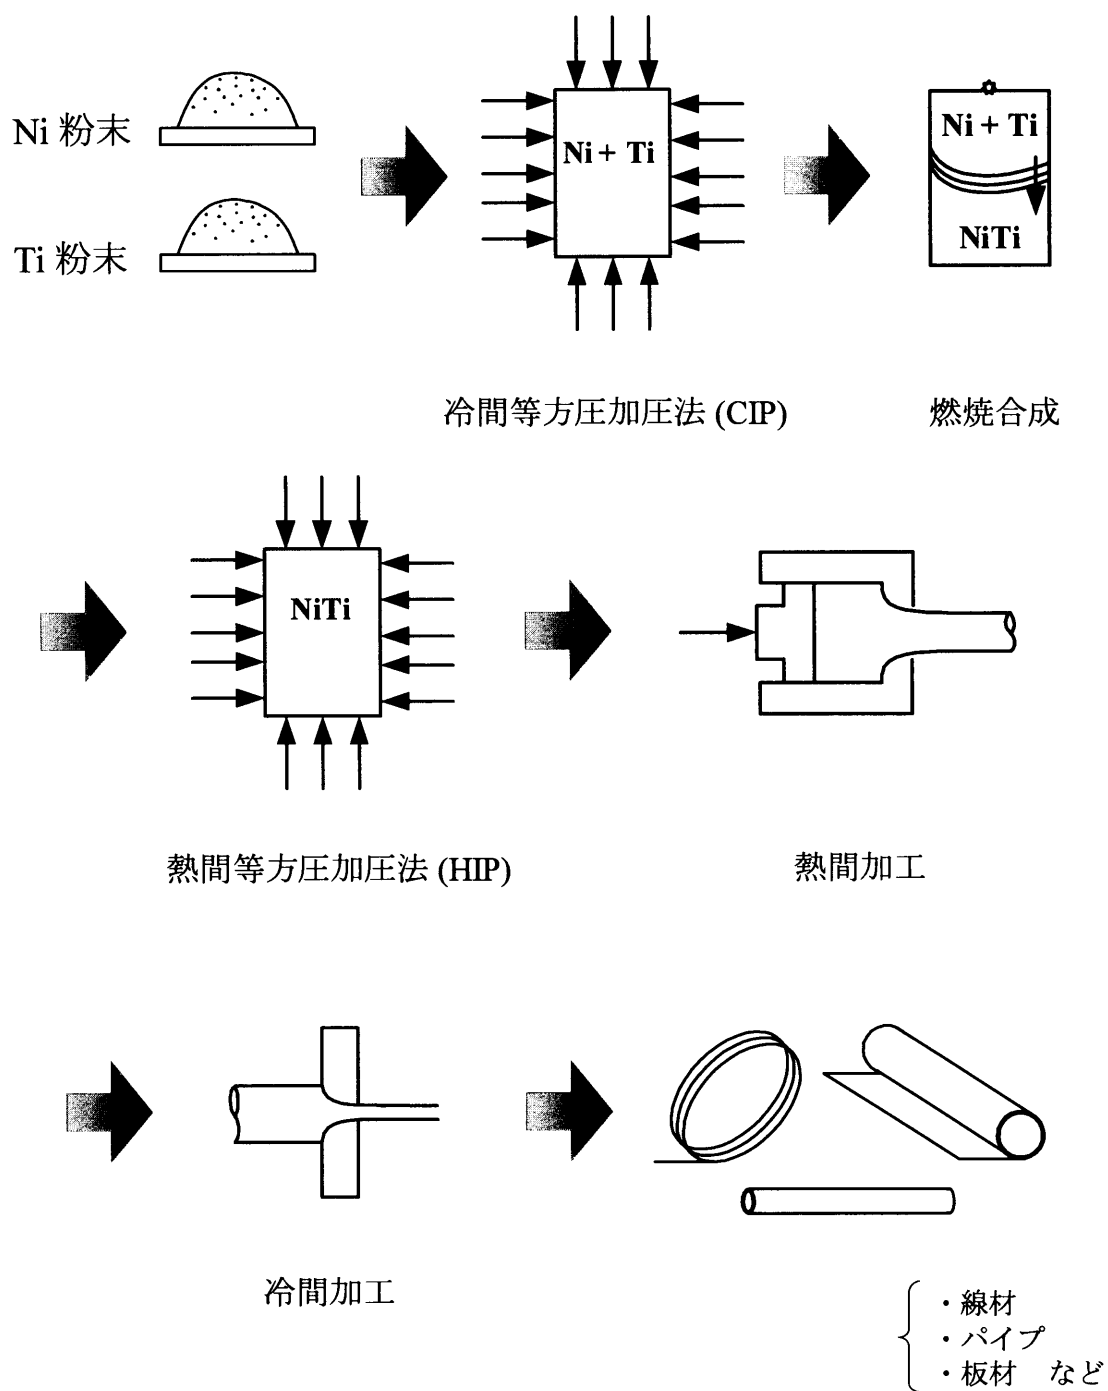 Ni 粉末
Ti 粉末
Ni + Ti
Ni + Ti
NiTi
冷間等方圧加圧法 (CIP)
燃焼合成
NiTi
熱間等方圧加圧法 (HIP)
熱間加工
冷間加工
・線材
・パイプ
・板材 など